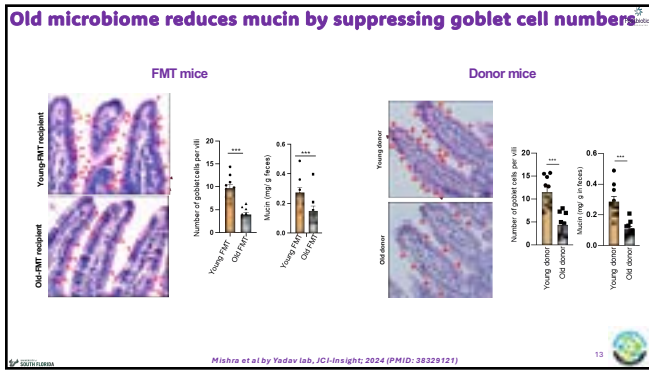 Old microbiome reduces mucin by suppressing goblet cell numbers
FMT mice
Donor mice
Young-FMT recipient
Old-FMT recipient
Number of goblet cells per villi
20
15
10
5
0
***
Young FMT
Old FMT
Mucin (mg/ g feces)
0.6
0.4
0.2
0.0
***
Young FMT
Old FMT
Young donor
Old donor
Number of goblet cells per villi
20
15
10
5
0
***
Young donor
Old donor
Mucin (mg/ g in feces)
0.6
0.4
0.2
0.0
***
Young donor
Old donor
Mishra et al by Yadav lab, JCI-Insight; 2024 (PMID: 38329121)
13
SOUTH FLORIDA